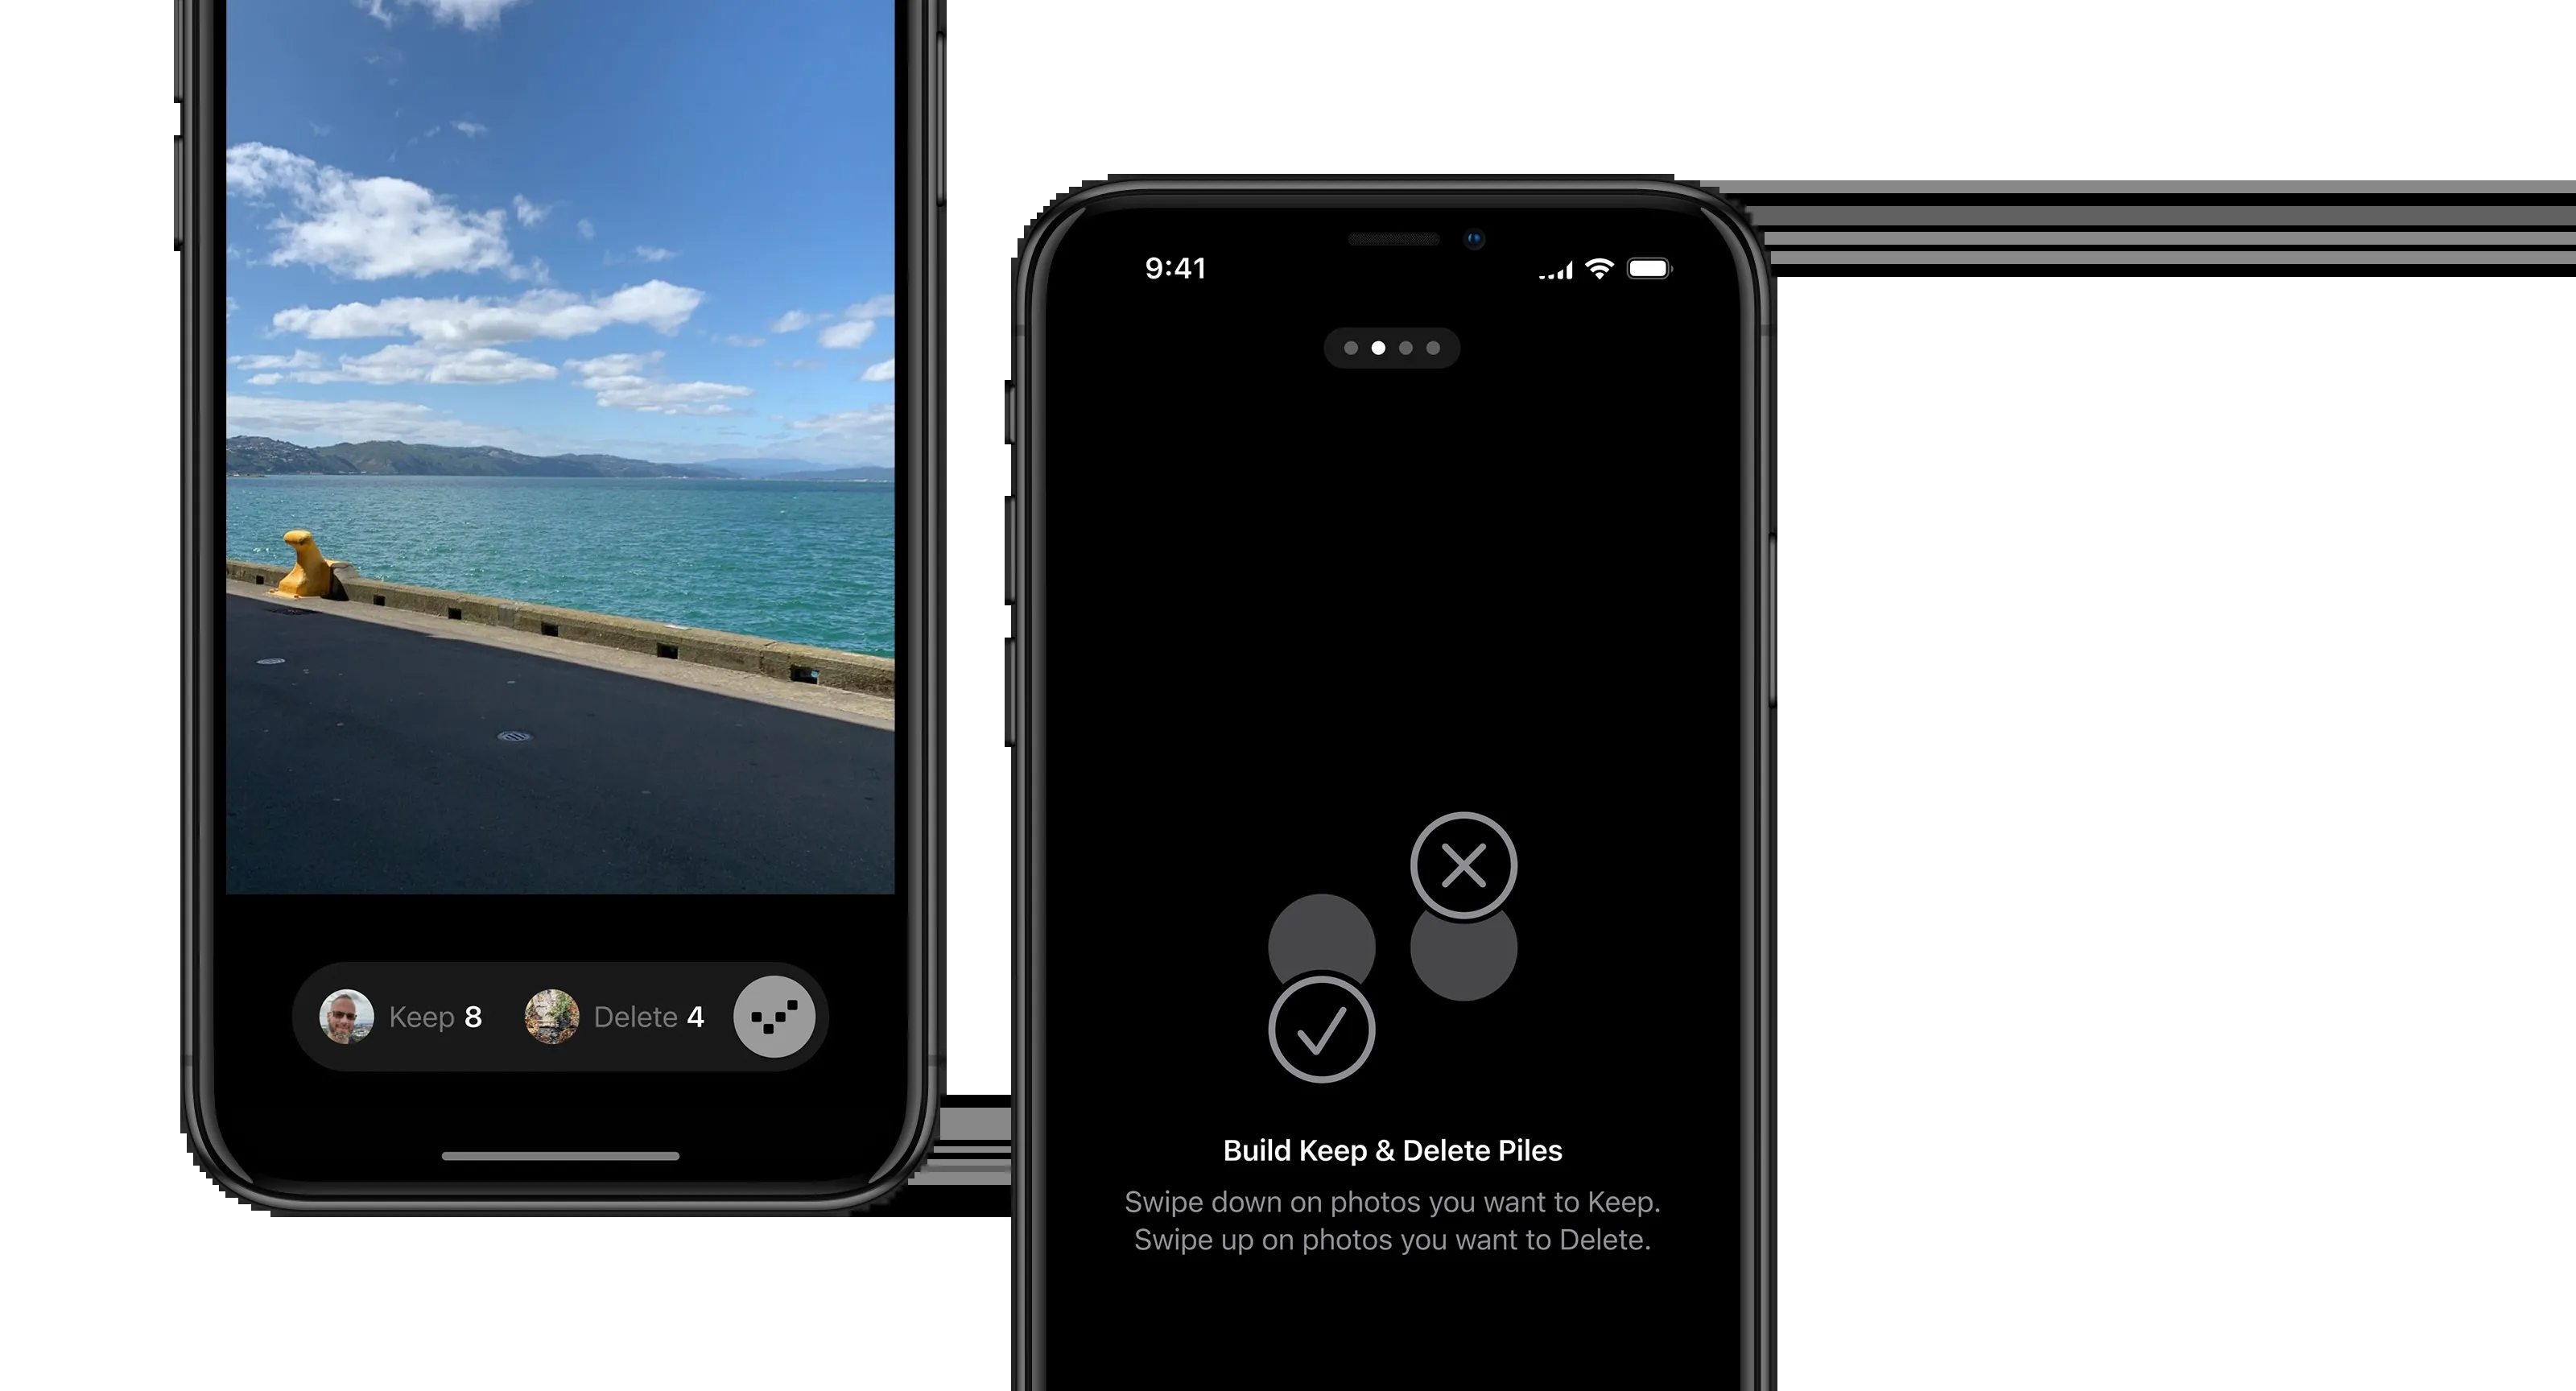 Keep 8
Delete 4
9:41
Build Keep & Delete Piles
Swipe down on photos you want to Keep.
Swipe up on photos you want to Delete.